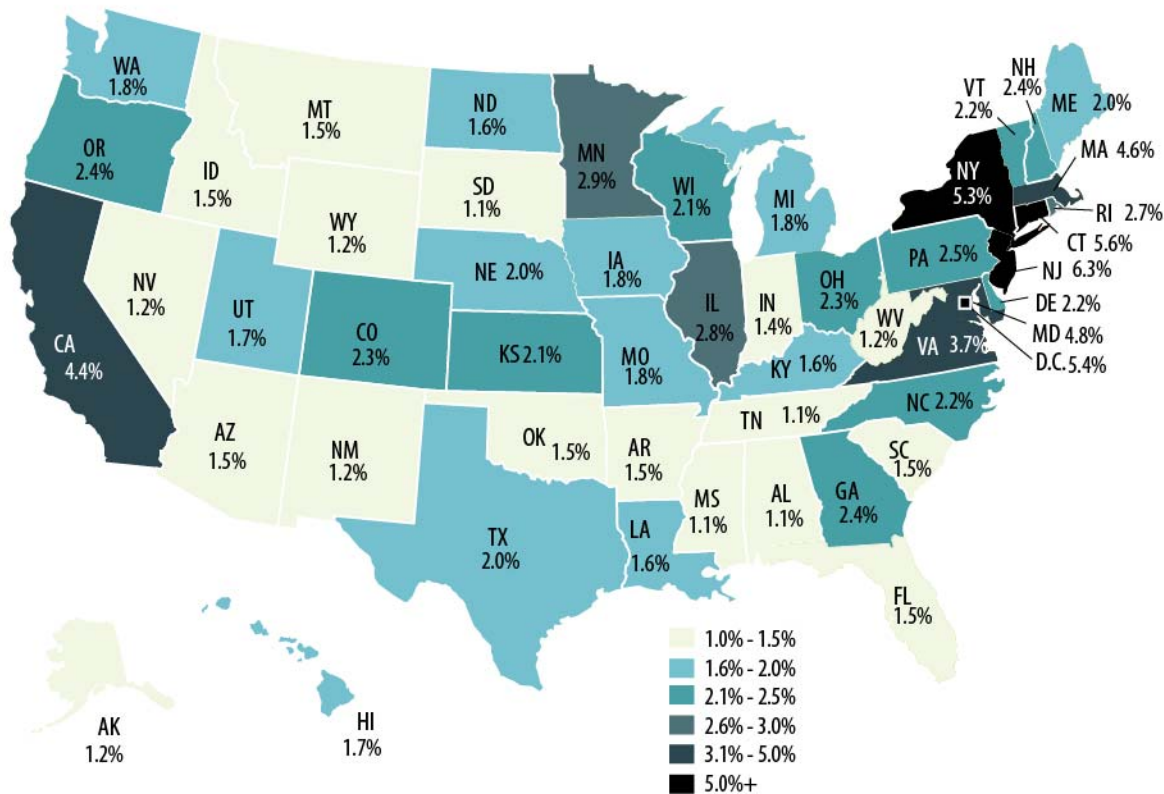 WA
1.8%
OR
2.4%
CA
4.4%
ID
1.5%
NV
1.2%
MT
1.5%
WY
1.2%
UT
1.7%
AZ
1.5%
CO
2.3%
NM
1.2%
ND
1.6%
SD
1.1%
NE 2.0%
KS 2.1%
OK
1.5%
TX
2.0%
MN
2.9%
IA
1.8%
MO
1.8%
AR
1.5%
LA
1.6%
WI
2.1%
IL
2.8%
MI
1.8%
IN
1.4%
OH
2.3%
KY 1.6%
TN 1.1%
MS
1.1%
AL
1.1%
GA
2.4%
FL
1.5%
SC
1.5%
NC 2.2%
VA 3.7%
WV
1.2%
PA 2.5%
NY
5.3%
VT
2.2%
NH
2.4%
ME 2.0%
MA 4.6%
RI 2.7%
CT 5.6%
NJ 6.3%
DE 2.2%
MD 4.8%
D.C. 5.4%
AK
1.2%
HI
1.7%
1.0% - 1.5%
1.6% - 2.0%
2.1% - 2.5%
2.6% - 3.0%
3.1% - 5.0%
5.0%+